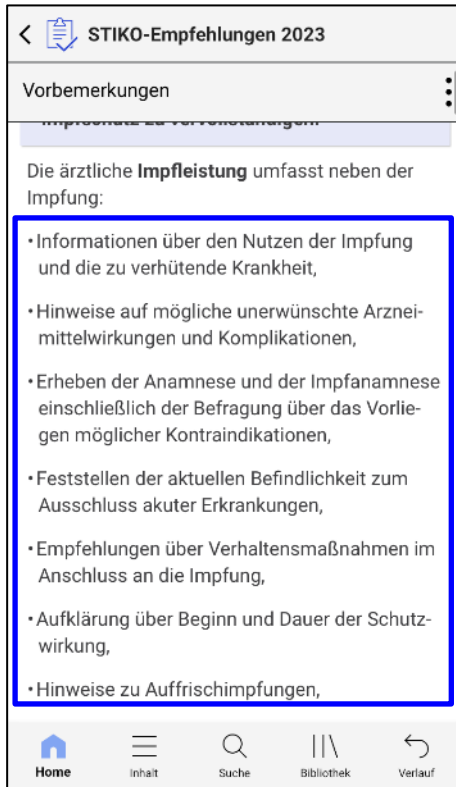 STIKO-Empfehlungen 2023
Vorbemerkungen
Die ärztliche Impfleistung umfasst neben der
Impfung:
• Informationen über den Nutzen der Impfung
und die zu verhütende Krankheit,
• Hinweise auf mögliche unerwünschte Arznei-
mittelwirkungen und Komplikationen,
• Erheben der Anamnese und der Impfanamnese
einschließlich der Befragung über das Vorlie-
gen möglicher Kontraindikationen,
• Feststellen der aktuellen Befindlichkeit zum
Ausschluss akuter Erkrankungen,
• Empfehlungen über Verhaltensmaßnahmen im
Anschluss an die Impfung,
• Aufklärung über Beginn und Dauer der Schutz-
wirkung,
• Hinweise zu Auffrischimpfungen,
Home Inhalt Suche Bibliothek Verlauf